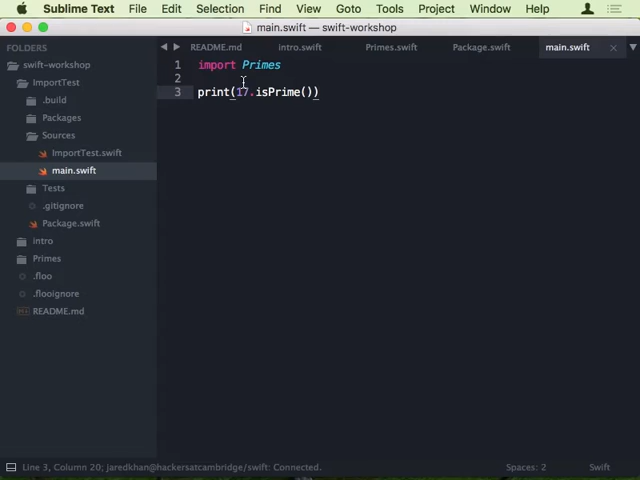 Sublime Text File Edit Selection Find View Goto Tools Project Window Help
main.swift — swift-workshop
FOLDERS
swift-workshop
ImportTest
.build
Packages
Sources
ImportTest.swift
main.swift
Tests
.gitignore
Package.swift
intro
Primes
.floo
.flooignore
README.md
README.md intro.swift Primes.swift Package.swift main.swift
1 import Primes
2
3 print(17.isPrime())
Line 3, Column 20; jaredkhan@hackersatcambridge/swift: Connected. Spaces: 2 Swift